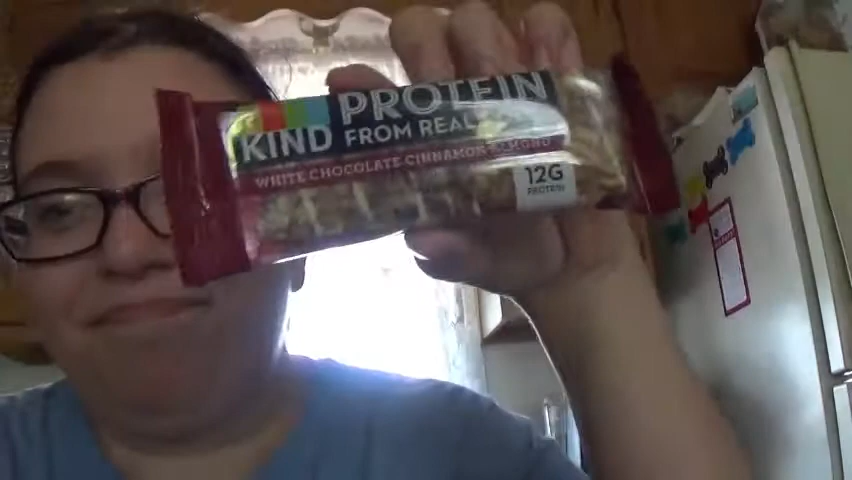 PROTEIN
KIND FROM REAL
WHITE CHOCOLATE CINNAMON ALMOND
12G
PROTEIN